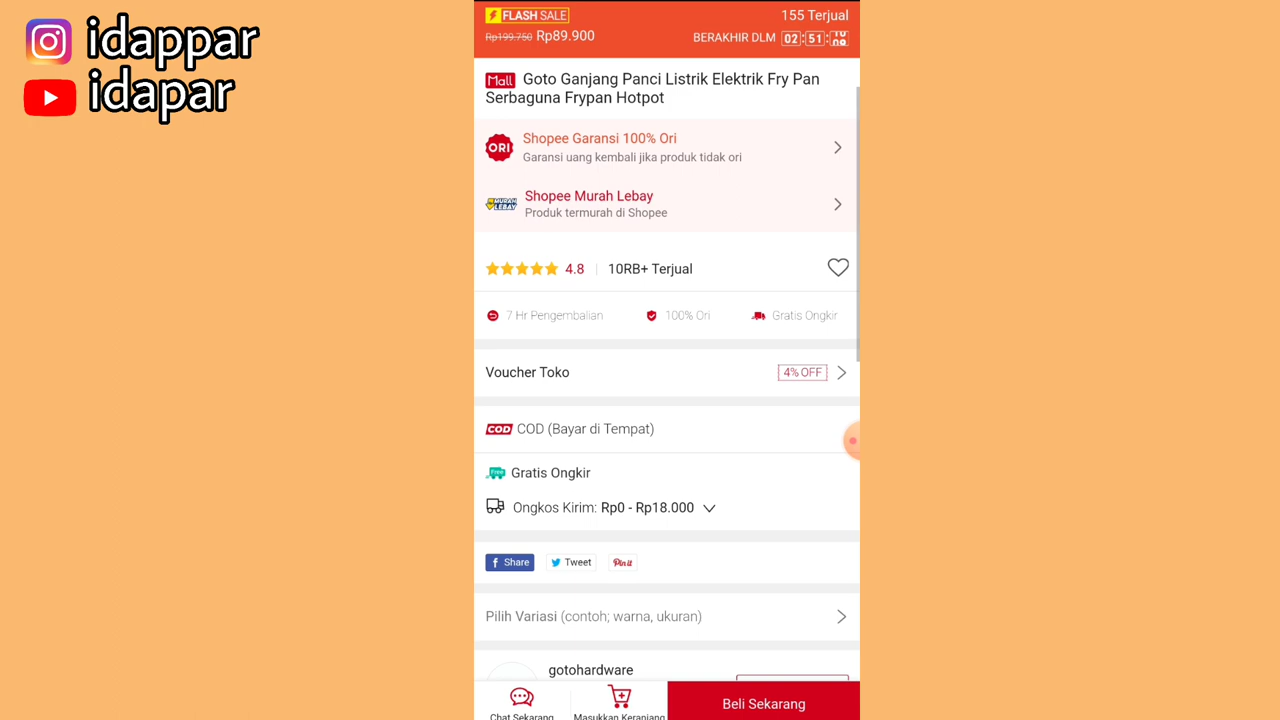 idappar
idapar
FLASH SALE
155 Terjual
Rp199.750 Rp89.900
BERAKHIR DLM 02:51:
Mall Goto Ganjang Panci Listrik Elektrik Fry Pan
Serbaguna Frypan Hotpot
ORI
Shopee Garansi 100% Ori
Garansi uang kembali jika produk tidak ori
MURAH
LEBAY
Shopee Murah Lebay
Produk termurah di Shopee
4.8
10RB+ Terjual
7 Hr Pengembalian
100% Ori
Gratis Ongkir
Voucher Toko
4% OFF
COD COD (Bayar di Tempat)
Free Gratis Ongkir
Ongkos Kirim: Rp0 - Rp18.000
f Share
Tweet
Pin it
Pilih Variasi (contoh; warna, ukuran)
gotohardware
Chat Sekarang
Masukkan Keranjang
Beli Sekarang